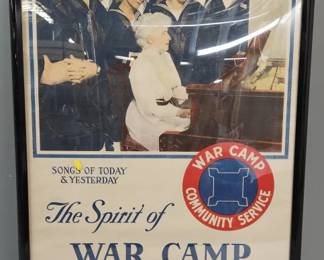 SONGS OF TODAY
& YESTERDAY
WAR CAMP
COMMUNITY SERVICE
The Spirit of
WAR CAMP